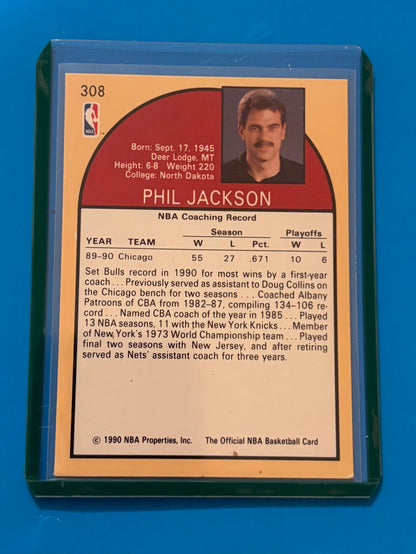 308
NBA
Born: Sept. 17, 1945
Deer Lodge, MT
Height: 6-8 Weight 220
College: North Dakota
PHIL JACKSON
NBA Coaching Record
Season Playoffs
YEAR TEAM W L Pct. W L
89-90 Chicago 55 27 .671 10 6
Set Bulls record in 1990 for most wins by a first-year
coach . . . Previously served as assistant to Doug Collins on
the Chicago bench for two seasons . . . Coached Albany
Patroons of CBA from 1982–87, compiling 134–106 re-
cord . . . Named CBA coach of the year in 1985 . . . Played
13 NBA seasons, 11 with the New York Knicks . . . Member
of New York's 1973 World Championship team . . . Played
final two seasons with New Jersey, and after retiring
served as Nets' assistant coach for three years.
© 1990 NBA Properties, Inc. The Official NBA Basketball Card